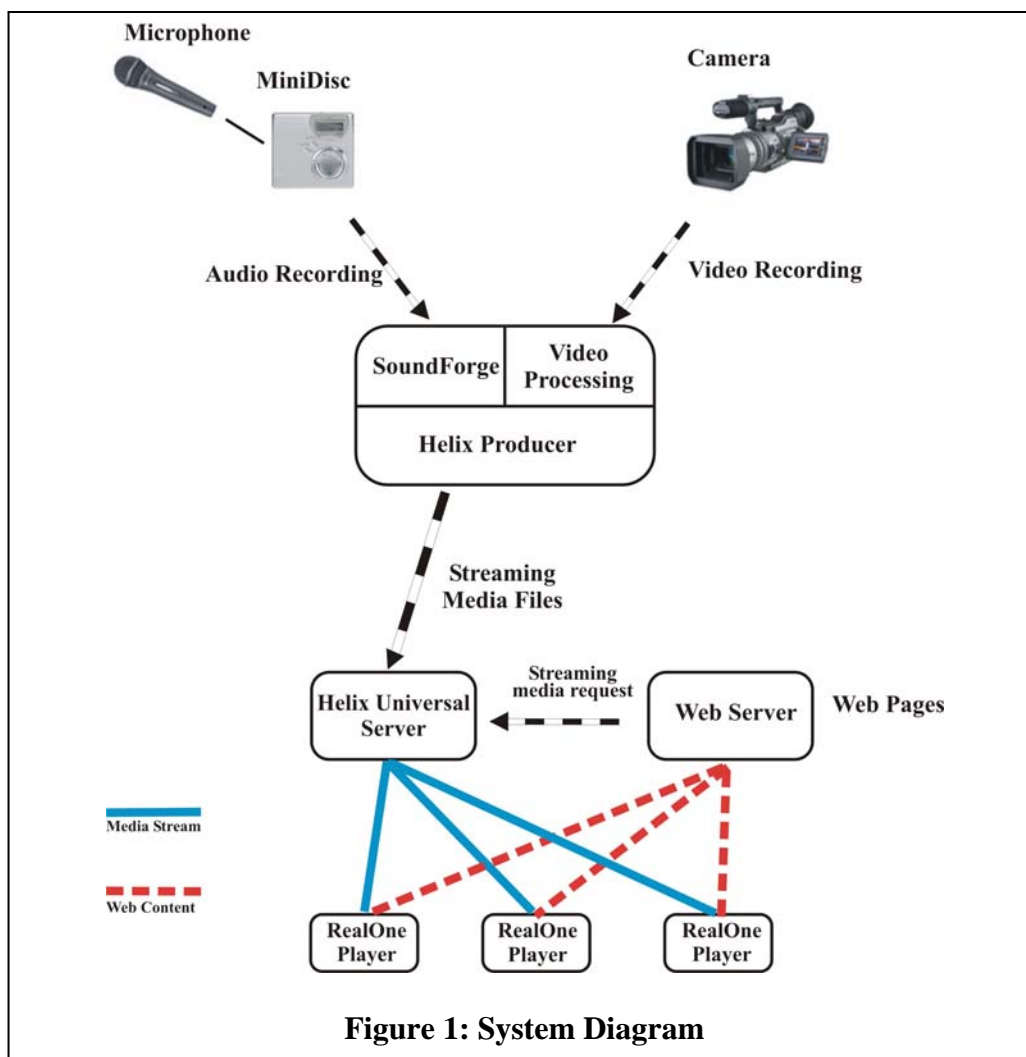 Microphone
MiniDisc
Camera
Audio Recording
Video Recording
SoundForge
Video
Processing
Helix Producer
Streaming
Media Files
Streaming
media request
Helix Universal
Server
Web Server
Web Pages
Media Stream
Web Content
RealOne
Player
RealOne
Player
RealOne
Player
Figure 1: System Diagram